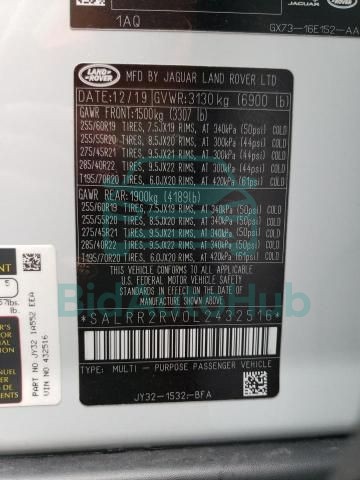 1AQ
GX73-16E152-AA
LAND ROVER
MFD BY JAGUAR LAND ROVER LTD
DATE:12/19 GVWR:3130kg (6900 lb)
GAWR FRONT:1500kg (3307 lb)
255/60R19 TIRES, 7.5JX19 RIMS, AT 340kPa (50psi) COLD
255/55R20 TIRES, 8.5JX20 RIMS, AT 300kPa (44psi) COLD
275/45R21 TIRES, 9.5JX21 RIMS, AT 300kPa (44psi) COLD
285/40R22 TIRES, 9.5JX22 RIMS, AT 300kPa (44psi) COLD
T195/70R20 TIRES, 6.0JX20 RIMS, AT 420kPa (61psi) COLD
GAWR REAR:1900kg (4189lb)
255/60R19 TIRES, 7.5JX19 RIMS, AT 340kPa (50psi) COLD
255/55R20 TIRES, 8.5JX20 RIMS, AT 340kPa (50psi) COLD
275/45R21 TIRES, 9.5JX21 RIMS, AT 340kPa (50psi) COLD
285/40R22 TIRES, 9.5JX22 RIMS, AT 340kPa (50psi) COLD
T195/70R20 TIRES, 6.0JX20 RIMS, AT 420kPa (61psi) COLD
THIS VEHICLE CONFORMS TO ALL APPLICABLE
U.S. FEDERAL MOTOR VEHICLE SAFETY
STANDARDS IN EFFECT ON THE DATE OF
MANUFACTURE SHOWN ABOVE
*SALRR2RV0L2432516*
TYPE: MULTI - PURPOSE PASSENGER VEHICLE
JY32-1532-BFA
PART NO JY32 1A552 EEA
VIN NO 432516